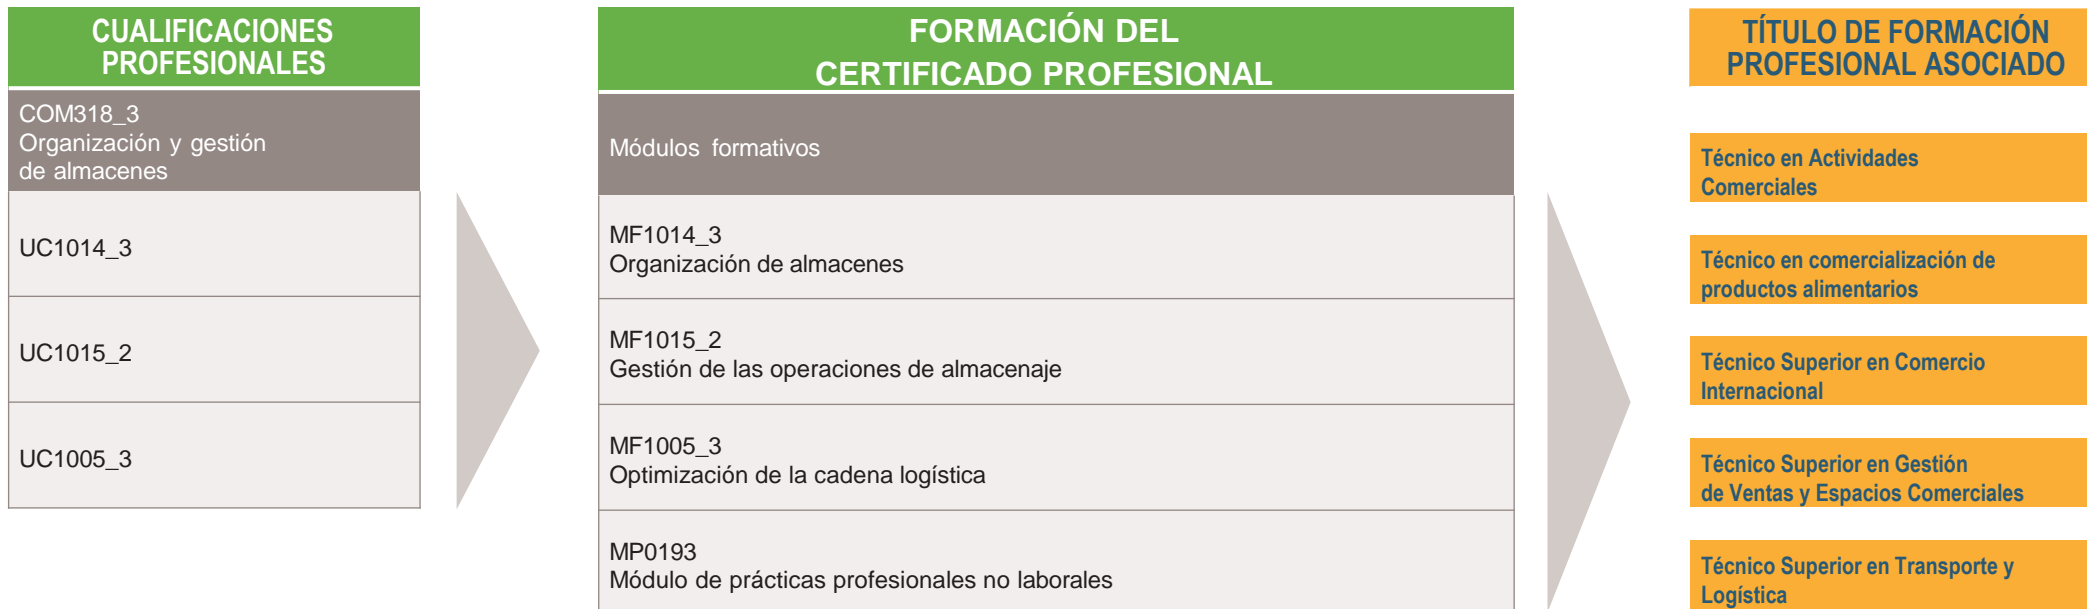 CUALIFICACIONES
PROFESIONALES
COM318_3
Organización y gestión
de almacenes
UC1014_3
UC1015_2
UC1005_3
FORMACIÓN DEL
CERTIFICADO PROFESIONAL
Módulos formativos
MF1014_3
Organización de almacenes
MF1015_2
Gestión de las operaciones de almacenaje
MF1005_3
Optimización de la cadena logística
MP0193
Módulo de prácticas profesionales no laborales
TÍTULO DE FORMACIÓN
PROFESIONAL ASOCIADO
Técnico en Actividades
Comerciales
Técnico en comercialización de
productos alimentarios
Técnico Superior en Comercio
Internacional
Técnico Superior en Gestión
de Ventas y Espacios Comerciales
Técnico Superior en Transporte y
Logística